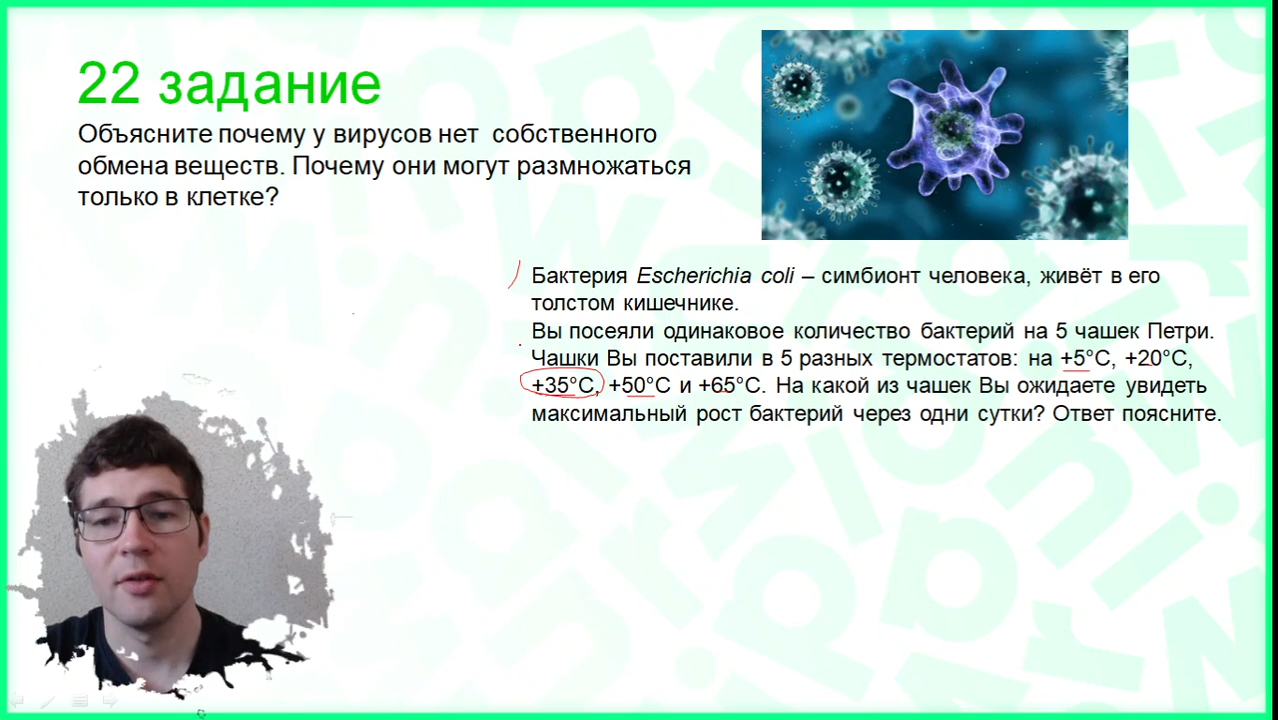 22 задание
Объясните почему у вирусов нет собственного
обмена веществ. Почему они могут размножаться
только в клетке?
Бактерия Escherichia coli – симбионт человека, живёт в его
толстом кишечнике.
Вы посеяли одинаковое количество бактерий на 5 чашек Петри.
Чашки Вы поставили в 5 разных термостатов: на +5°C, +20°C,
+35°C, +50°C и +65°C. На какой из чашек Вы ожидаете увидеть
максимальный рост бактерий через одни сутки? Ответ поясните.